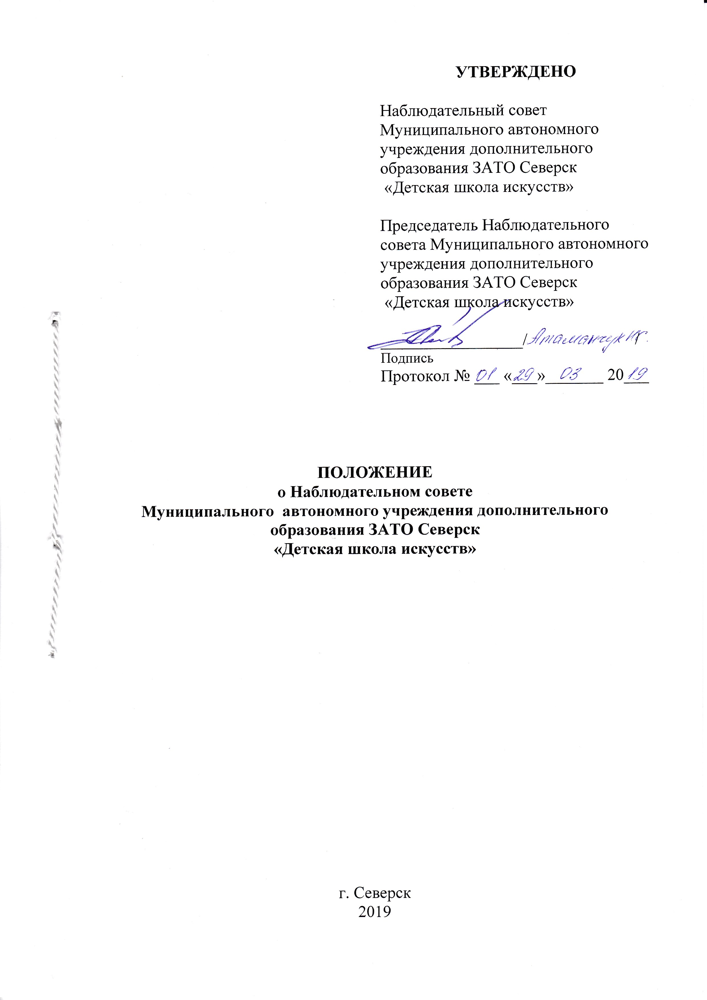 УТВЕРЖДЕНО
Наблюдательный совет
Муниципального автономного
учреждения дополнительного
образования ЗАТО Северск
«Детская школа искусств»
Председатель Наблюдательного
совета Муниципального автономного
учреждения дополнительного
образования ЗАТО Северск
«Детская школа искусств»
/Атаманчук
Подпись
Протокол № 01 «29» 03 2019
ПОЛОЖЕНИЕ
о Наблюдательном совете
Муниципального автономного учреждения дополнительного
образования ЗАТО Северск
«Детская школа искусств»
г. Северск
2019